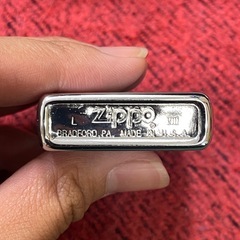 L Zippo
BRADFORD, PA. MADE IN U.S.A.